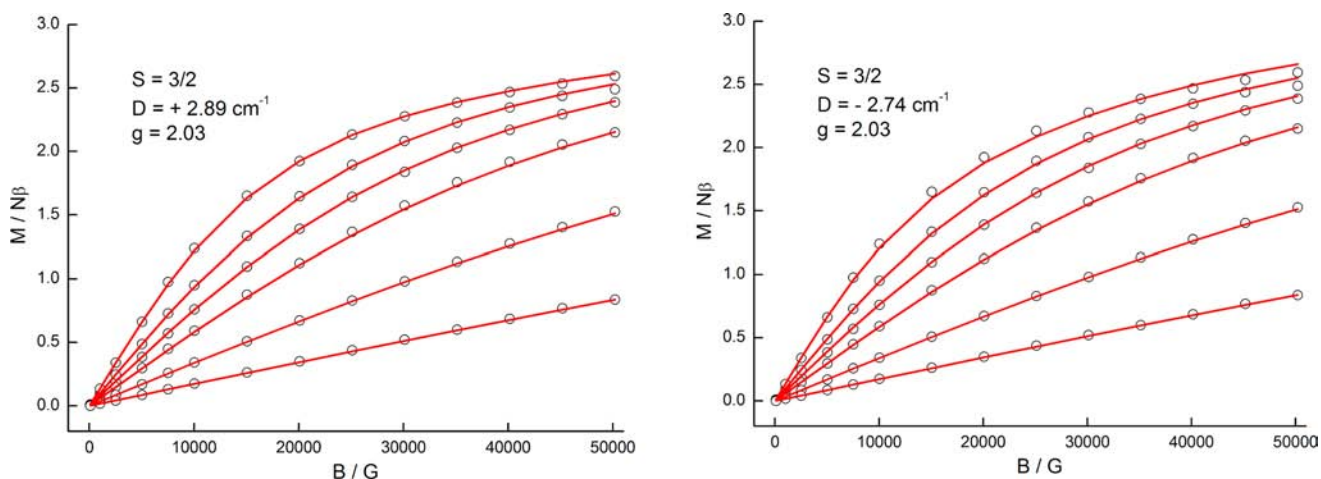 3.0
2.5
2.0
1.5
1.0
0.5
0.0
M / Nβ
S = 3/2
D = + 2.89 cm⁻¹
g = 2.03
0 10000 20000 30000 40000 50000
B / G
3.0
2.5
2.0
1.5
1.0
0.5
0.0
M / Nβ
S = 3/2
D = - 2.74 cm⁻¹
g = 2.03
0 10000 20000 30000 40000 50000
B / G